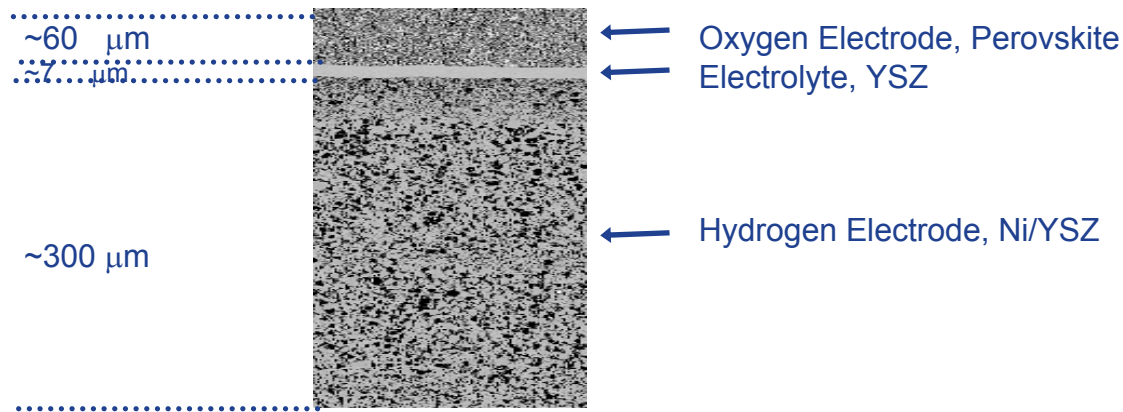 ~60 μm
Oxygen Electrode, Perovskite
~7 μm
Electrolyte, YSZ
Hydrogen Electrode, Ni/YSZ
~300 μm